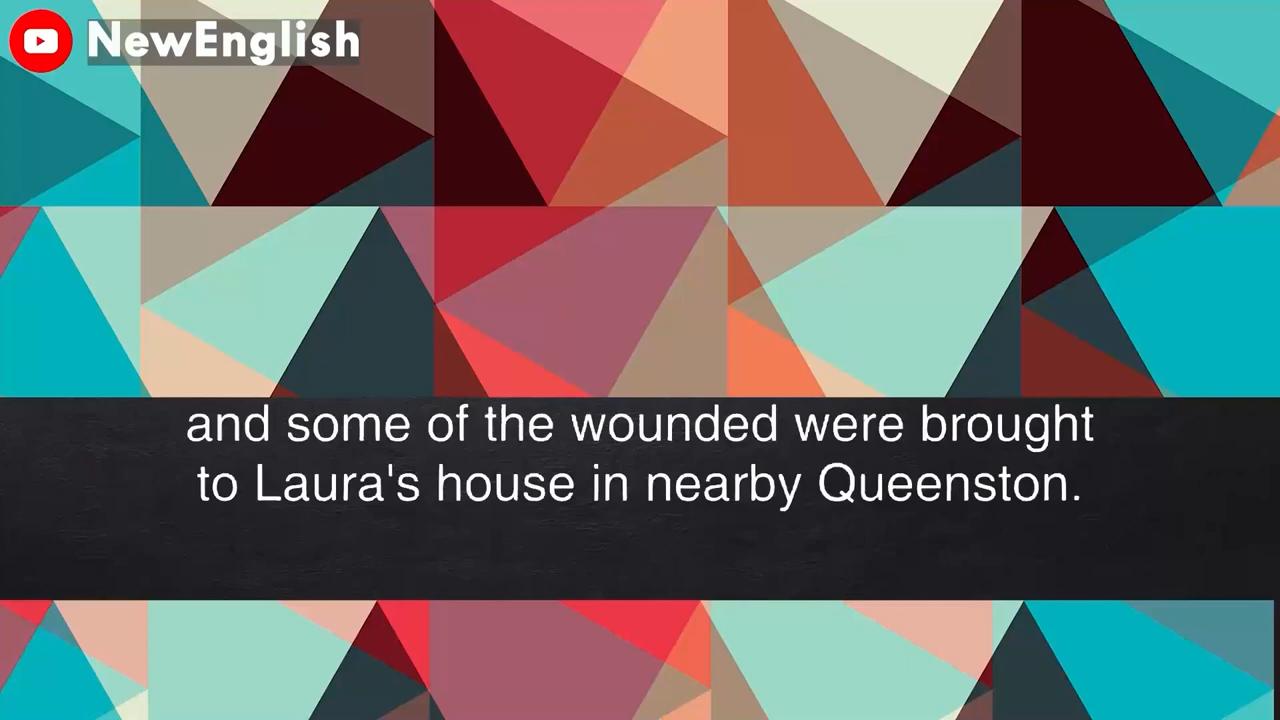 NewEnglish
and some of the wounded were brought
to Laura's house in nearby Queenston.